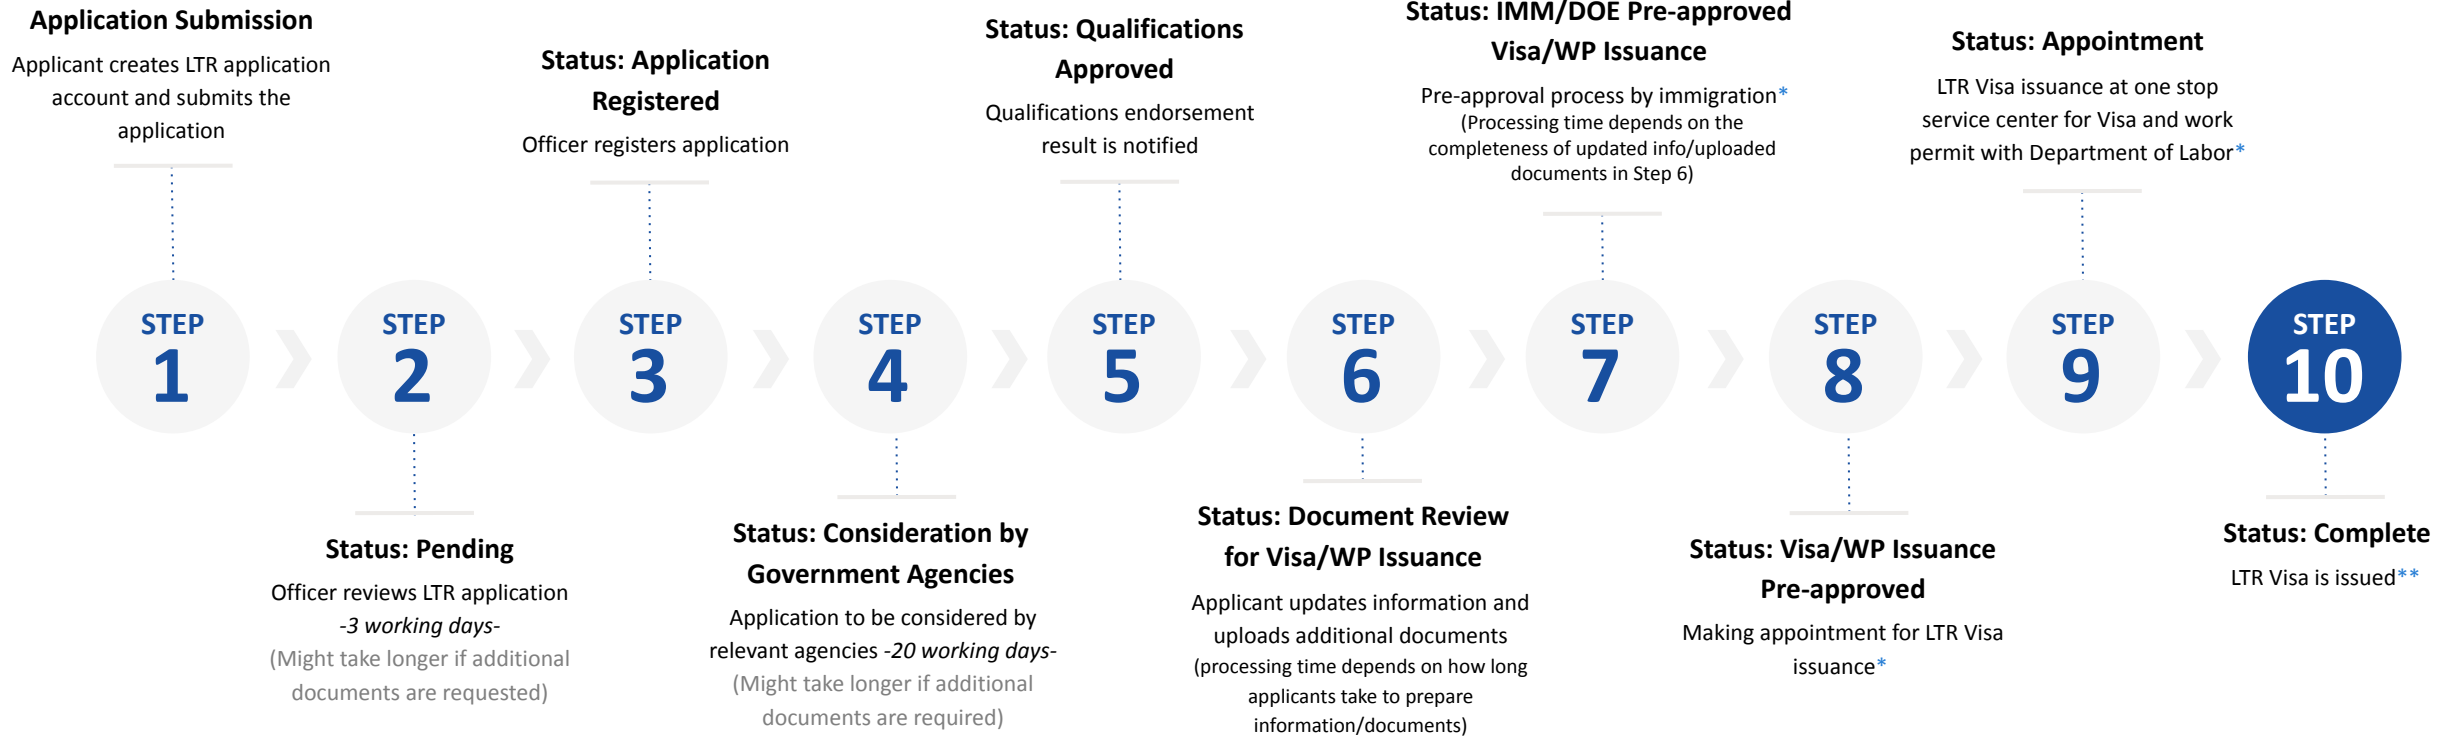 Application Submission
Applicant creates LTR application
account and submits the
application
STEP
1
Status: Pending
Officer reviews LTR application
-3 working days-
(Might take longer if additional
documents are requested)
STEP
2
Status: Application
Registered
Officer registers application
STEP
3
Status: Consideration by
Government Agencies
Application to be considered by
relevant agencies -20 working days-
(Might take longer if additional
documents are required)
STEP
4
Status: Qualifications
Approved
Qualifications endorsement
result is notified
STEP
5
Status: Document Review
for Visa/WP Issuance
Applicant updates information and
uploads additional documents
(processing time depends on how long
applicants take to prepare
information/documents)
STEP
6
Status: IMM/DOE Pre-approved
Visa/WP Issuance
Pre-approval process by immigration*
(Processing time depends on the
completeness of updated info/uploaded
documents in Step 6)
STEP
7
Status: Visa/WP Issuance
Pre-approved
Making appointment for LTR Visa
issuance*
STEP
8
Status: Appointment
LTR Visa issuance at one stop
service center for Visa and work
permit with Department of Labor*
STEP
9
STEP
10
Status: Complete
LTR Visa is issued**